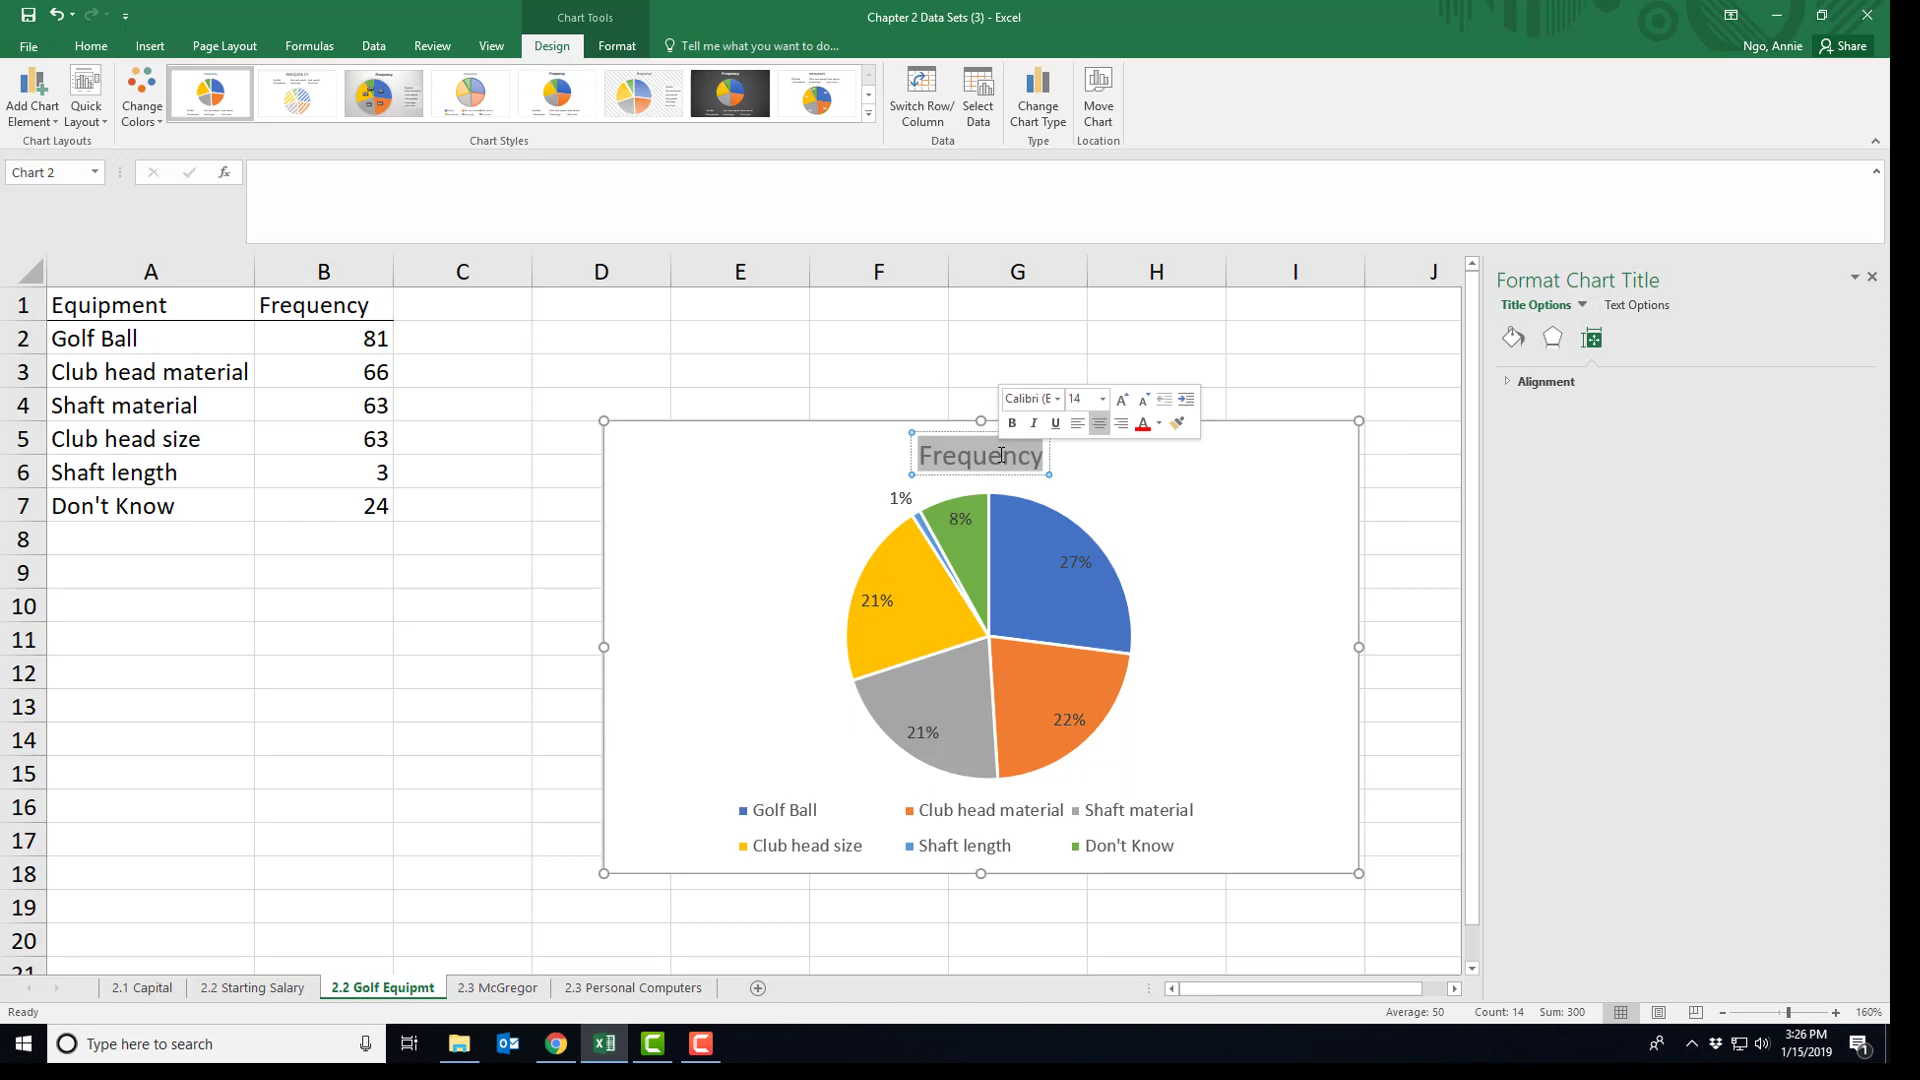 Chart Tools
Chapter 2 Data Sets (3) - Excel
File Home Insert Page Layout Formulas Data Review View Design Format Tell me what you want to do... Ngo, Annie Share
Add Chart Element
Quick Layout
Change Colors
Switch Row/ Column
Select Data
Change Chart Type
Move Chart
Chart Layouts Chart Styles Data Type Location
Chart 2 fx
A B C D E F G H I J
1 Equipment Frequency
2 Golf Ball 81
3 Club head material 66
4 Shaft material 63
5 Club head size 63
6 Shaft length 3
7 Don't Know 24
8
9
10
11
12
13
14
15
16
17
18
19
20
21
Calibri (E 14 A A
B I U A
Frequency
1% 8% 27%
21%
21% 22%
Golf Ball Club head material Shaft material
Club head size Shaft length Don't Know
Format Chart Title
Title Options Text Options
Alignment
2.1 Capital 2.2 Starting Salary 2.2 Golf Equipmt 2.3 McGregor 2.3 Personal Computers
Ready Average: 50 Count: 14 Sum: 300 160%
Type here to search
3:26 PM
1/15/2019
1